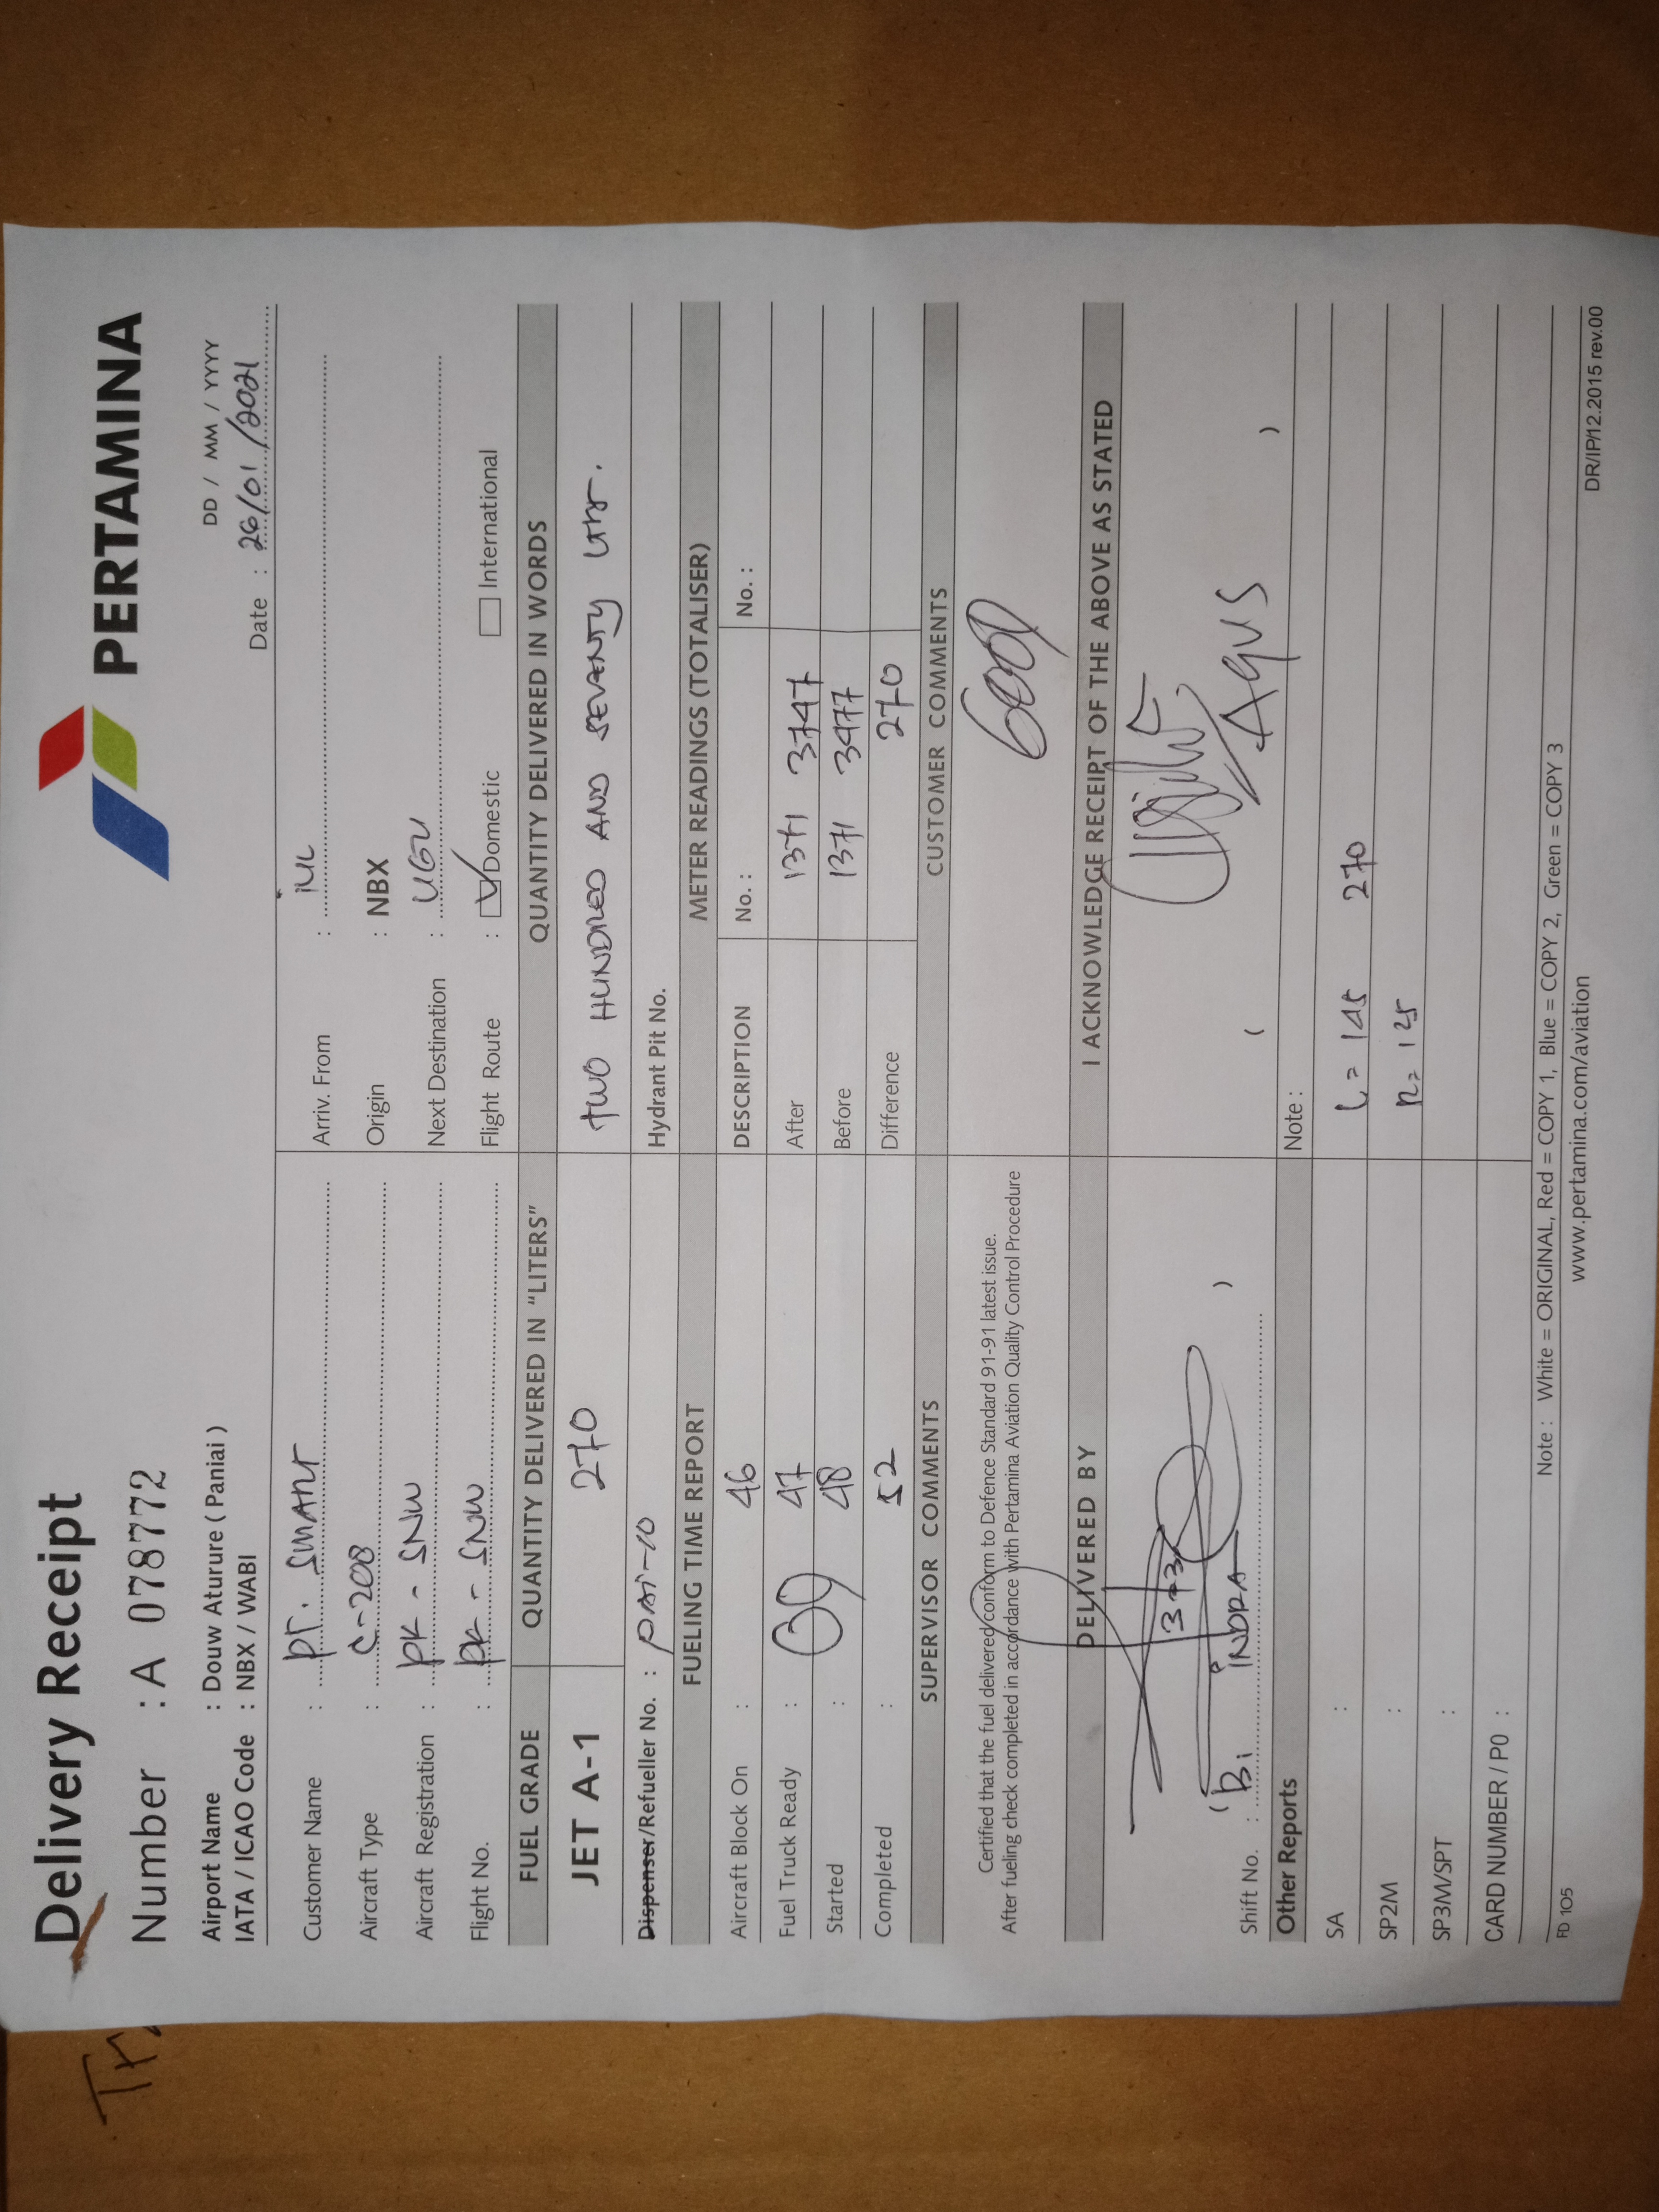 Delivery Receipt
PERTAMINA
Number : A 078772
DD / MM / YYYY
Airport Name : Douw Aturure ( Paniai )
Date : 26/01/2021
IATA / ICAO Code : NBX / WABI
Customer Name : PT. SMART
Arriv. From : iUL
Aircraft Type : C-208
Origin : NBX
Aircraft Registration : PK - SNW
Next Destination : UGU
Flight No. : PK - SNW
Flight Route : Domestic International
FUEL GRADE
QUANTITY DELIVERED IN "LITERS"
QUANTITY DELIVERED IN WORDS
JET A-1
270
TWO HUNDRED AND SEVENTY LTR.
Dispenser/Refueller No. : PAI-10
Hydrant Pit No.
FUELING TIME REPORT
METER READINGS (TOTALISER)
Aircraft Block On : 46
DESCRIPTION No. : No. :
Fuel Truck Ready : 09 47
After 1371 3747
Started : 48
Before 1371 3477
Completed : 52
Difference 270
SUPERVISOR COMMENTS
CUSTOMER COMMENTS
Certified that the fuel delivered conform to Defence Standard 91-91 latest issue.
After fueling check completed in accordance with Pertamina Aviation Quality Control Procedure
Good
DELIVERED BY
I ACKNOWLEDGE RECEIPT OF THE ABOVE AS STATED
373
Agus
Shift No. : ( Bi INDRA )
( )
Other Reports
Note :
SA :
L = 145 270
SP2M :
R = 125
SP3M/SPT :
CARD NUMBER / P0 :
Note : White = ORIGINAL, Red = COPY 1, Blue = COPY 2, Green = COPY 3
FD 105
www.pertamina.com/aviation
DR/IP/12.2015 rev.00